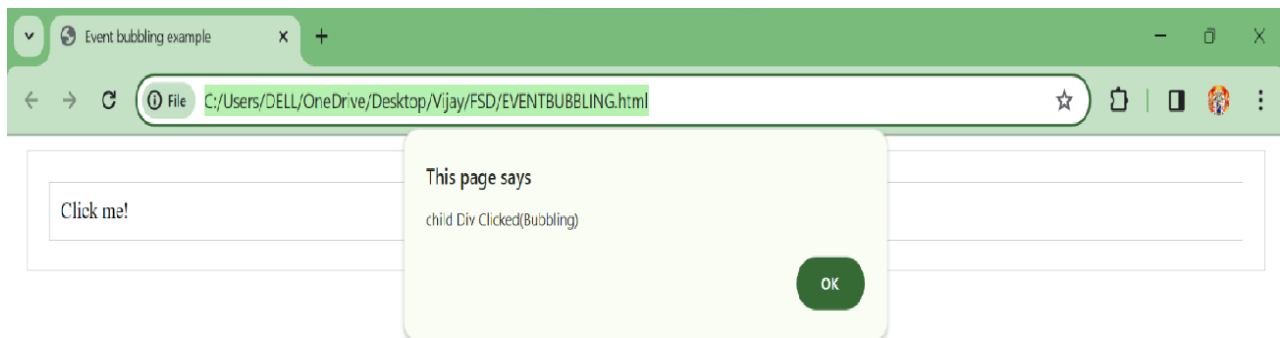 Event bubbling example
File C:/Users/DELL/OneDrive/Desktop/Vijay/FSD/EVENTBUBBLING.html
This page says
Click me!
child Div Clicked(Bubbling)
OK